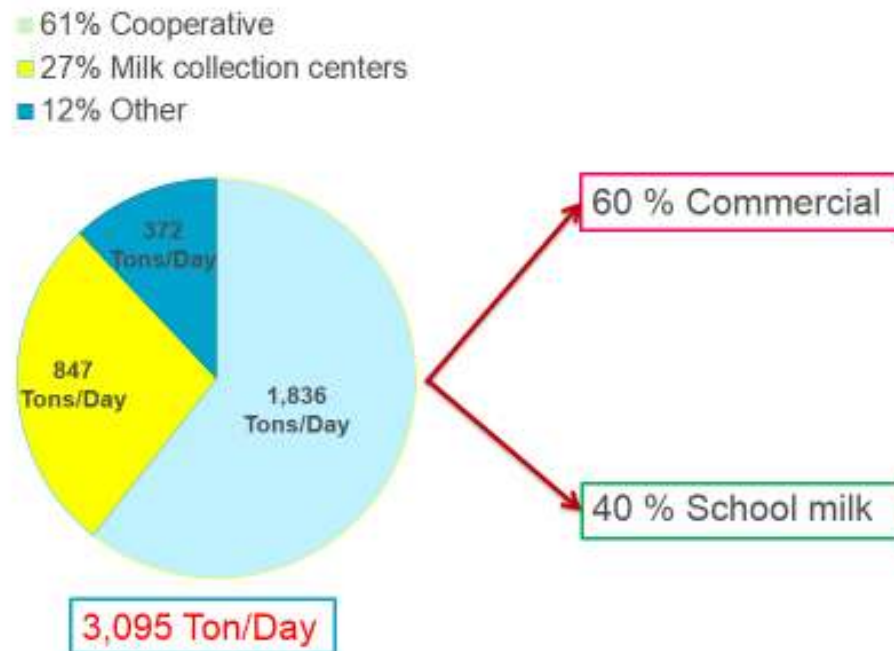 61% Cooperative
27% Milk collection centers
12% Other
372
Tons/Day
847
Tons/Day
1,836
Tons/Day
60 % Commercial
40 % School milk
3,095 Ton/Day